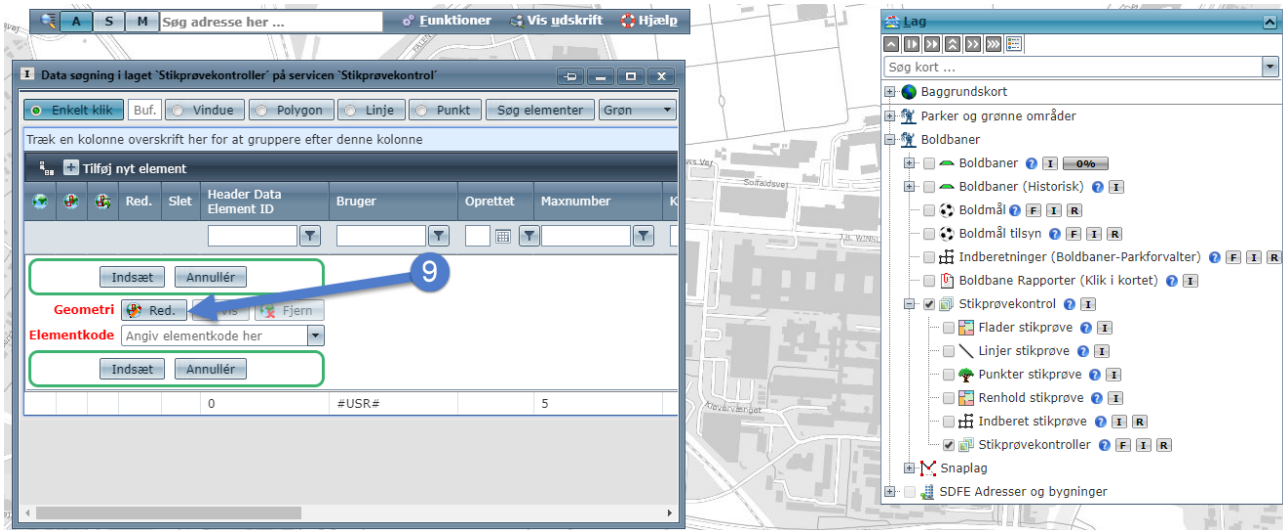 A S M Søg adresse her ... Funktioner Vis udskrift Hjælp
Data søgning i laget `Stikprøvekontroller` på servicen `Stikprøvekontrol`
Enkelt klik Buf. Vindue Polygon Linje Punkt Søg elementer Grøn
Træk en kolonne overskrift her for at gruppere efter denne kolonne
Tilføj nyt element
Red. Slet Header Data Element ID Bruger Oprettet Maxnumber K
Indsæt Annullér
9
Geometri Red. Vis Fjern
Elementkode Angiv elementkode her
Indsæt Annullér
0 #USR# 5
Lag
Søg kort ...
Baggrundskort
Parker og grønne områder
Boldbaner
Boldbaner ? I 0%
Boldbaner (Historisk) ? I
Boldmål ? F I R
Boldmål tilsyn ? F I R
Indberetninger (Boldbaner-Parkforvalter) ? F I R
Boldbane Rapporter (Klik i kortet) ? I
Stikprøvekontrol ? I
Flader stikprøve ? I
Linjer stikprøve ? I
Punkter stikprøve ? I
Renhold stikprøve ? I
Indberet stikprøve ? I R
Stikprøvekontroller ? F I R
Snaplag
SDFE Adresser og bygninger